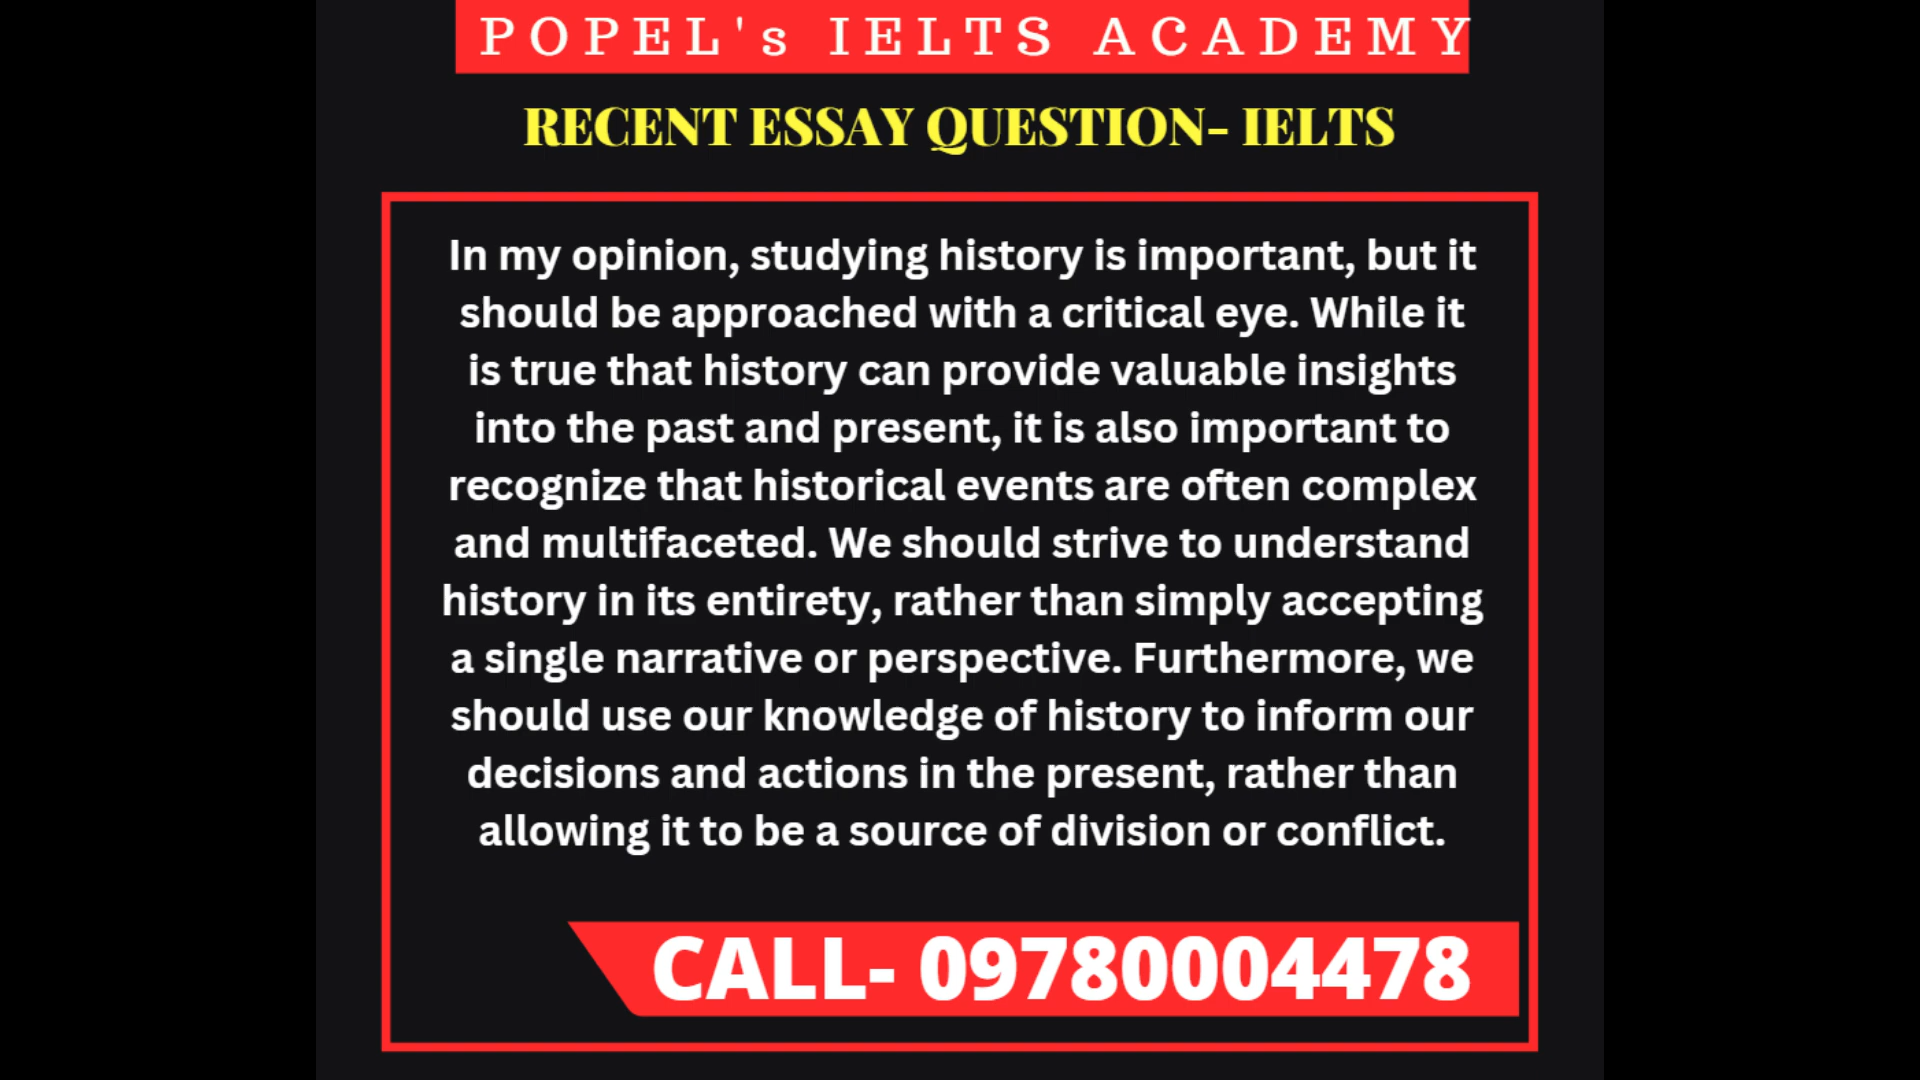 POPEL's IELTS ACADEMY
RECENT ESSAY QUESTION- IELTS
In my opinion, studying history is important, but it
should be approached with a critical eye. While it
is true that history can provide valuable insights
into the past and present, it is also important to
recognize that historical events are often complex
and multifaceted. We should strive to understand
history in its entirety, rather than simply accepting
a single narrative or perspective. Furthermore, we
should use our knowledge of history to inform our
decisions and actions in the present, rather than
allowing it to be a source of division or conflict.
CALL- 09780004478